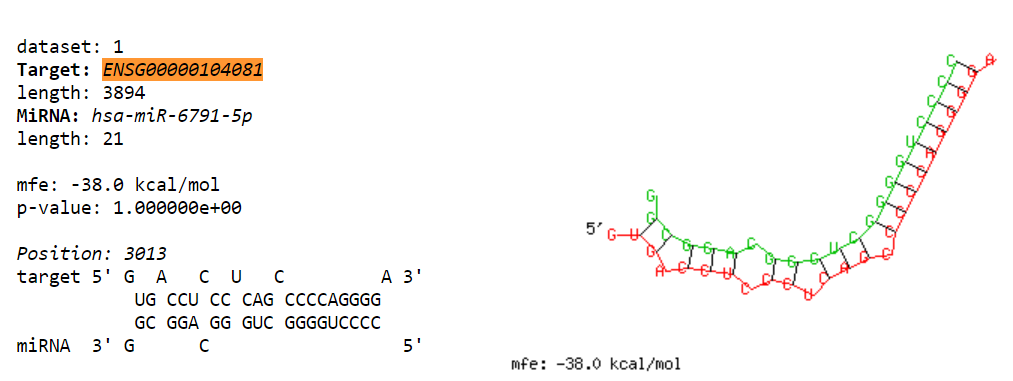 dataset: 1
Target: ENSG00000104081
length: 3894
MiRNA: hsa-miR-6791-5p
length: 21
mfe: -38.0 kcal/mol
p-value: 1.000000e+00
Position: 3013
target 5' G  A   C  U   C         A 3'
UG CCU CC CAG CCCCAGGGG
GC GGA GG GUC GGGGUCCCC
miRNA  3' G      C                  5'
5'
mfe: -38.0 kcal/mol